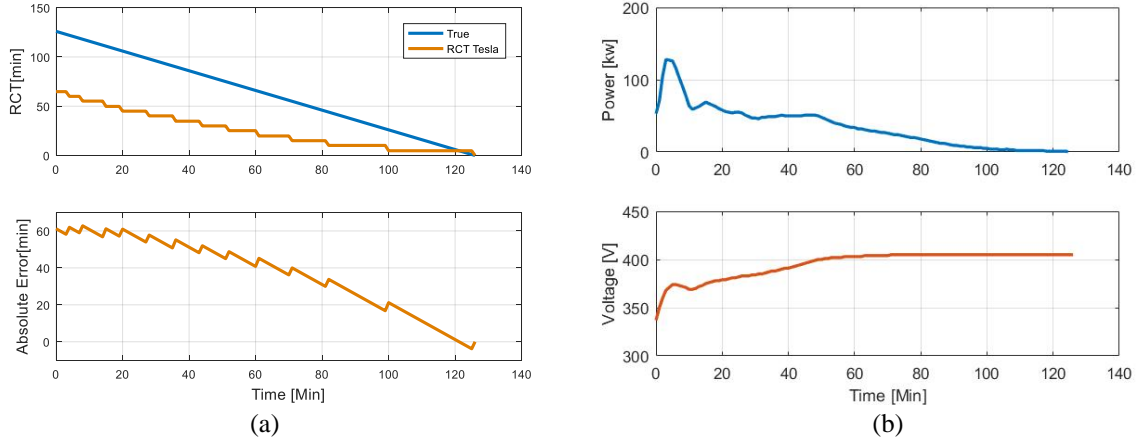 150
100
50
0
RCT[min]
True
RCT Tesla
0 20 40 60 80 100 120 140
60
40
20
0
Absolute Error[min]
0 20 40 60 80 100 120 140
Time [Min]
(a)
200
100
0
Power [kw]
0 20 40 60 80 100 120 140
450
400
350
300
Voltage [V]
0 20 40 60 80 100 120 140
Time [Min]
(b)